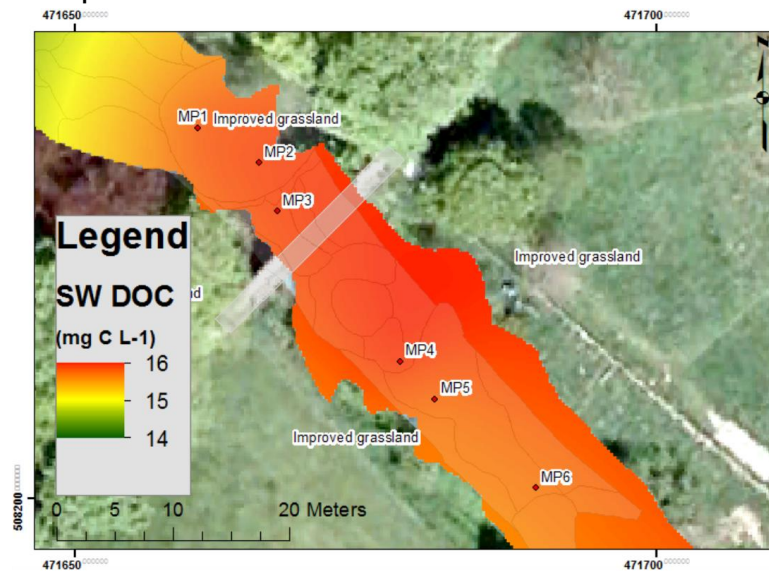 471650
471700
MP1
Improved grassland
MP2
MP3
Legend
SW DOC
nd
Improved grassland
(mg C L-1)
16
MP4
15
MP5
14
Improved grassland
MP6
508200
0 5 10 20 Meters
471650
471700